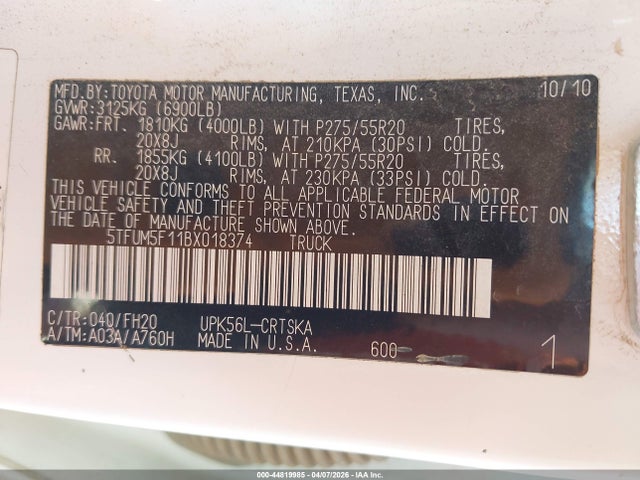 MFD.BY:TOYOTA MOTOR MANUFACTURING, TEXAS, INC. 10/10
GVWR:3125KG (6900LB)
GAWR:FRT. 1810KG (4000LB) WITH P275/55R20 TIRES,
20X8J RIMS, AT 210KPA (30PSI) COLD.
RR. 1855KG (4100LB) WITH P275/55R20 TIRES,
20X8J RIMS, AT 230KPA (33PSI) COLD.
THIS VEHICLE CONFORMS TO ALL APPLICABLE FEDERAL MOTOR
VEHICLE SAFETY AND THEFT PREVENTION STANDARDS IN EFFECT ON
THE DATE OF MANUFACTURE SHOWN ABOVE.
5TFUM5F11BX018374 TRUCK
C/TR:040/FH20 UPK56L-CRTSKA
A/TM:A03A/A760H MADE IN U.S.A. 600 1
000-44819985 - 04/07/2026 - IAA Inc.